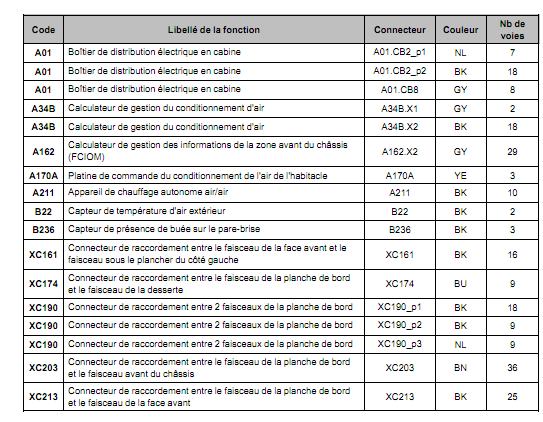 Code Libellé de la fonction Connecteur Couleur Nb de voies
A01 Boîtier de distribution électrique en cabine A01.CB2_p1 NL 7
A01 Boîtier de distribution électrique en cabine A01.CB2_p2 BK 18
A01 Boîtier de distribution électrique en cabine A01.CB8 GY 8
A34B Calculateur de gestion du conditionnement d'air A34B.X1 GY 2
A34B Calculateur de gestion du conditionnement d'air A34B.X2 BK 18
A162 Calculateur de gestion des informations de la zone avant du châssis
(FCIOM) A162.X2 GY 29
A170A Platine de commande du conditionnement de l'air de l'habitacle A170A YE 3
A211 Appareil de chauffage autonome air/air A211 BK 10
B22 Capteur de température d'air extérieur B22 BK 2
B236 Capteur de présence de buée sur le pare-brise B236 BK 3
XC161 Connecteur de raccordement entre le faisceau de la face avant et le
faisceau sous le plancher du côté gauche XC161 BK 16
XC174 Connecteur de raccordement entre le faisceau de la planche de bord
et le faisceau de la desserte XC174 BU 9
XC190 Connecteur de raccordement entre 2 faisceaux de la planche de bord XC190_p1 BK 18
XC190 Connecteur de raccordement entre 2 faisceaux de la planche de bord XC190_p2 BK 9
XC190 Connecteur de raccordement entre 2 faisceaux de la planche de bord XC190_p3 NL 9
XC203 Connecteur de raccordement entre le faisceau de la planche de bord
et le faisceau avant du châssis XC203 BN 36
XC213 Connecteur de raccordement entre le faisceau de la planche de bord
et le faisceau de la face avant XC213 BK 25